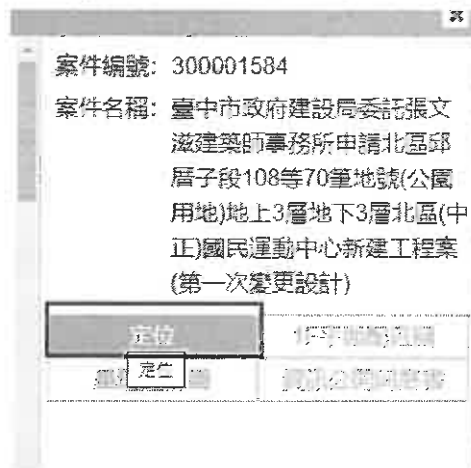 案件編號: 300001584
案件名稱: 臺中市政府建設局委託張文
滋建築師事務所申請北區邱
厝子段108等70筆地號(公園
用地)地上3層地下3層北區(中
正)國民運動中心新建工程案
(第一次變更設計)
定位
定位